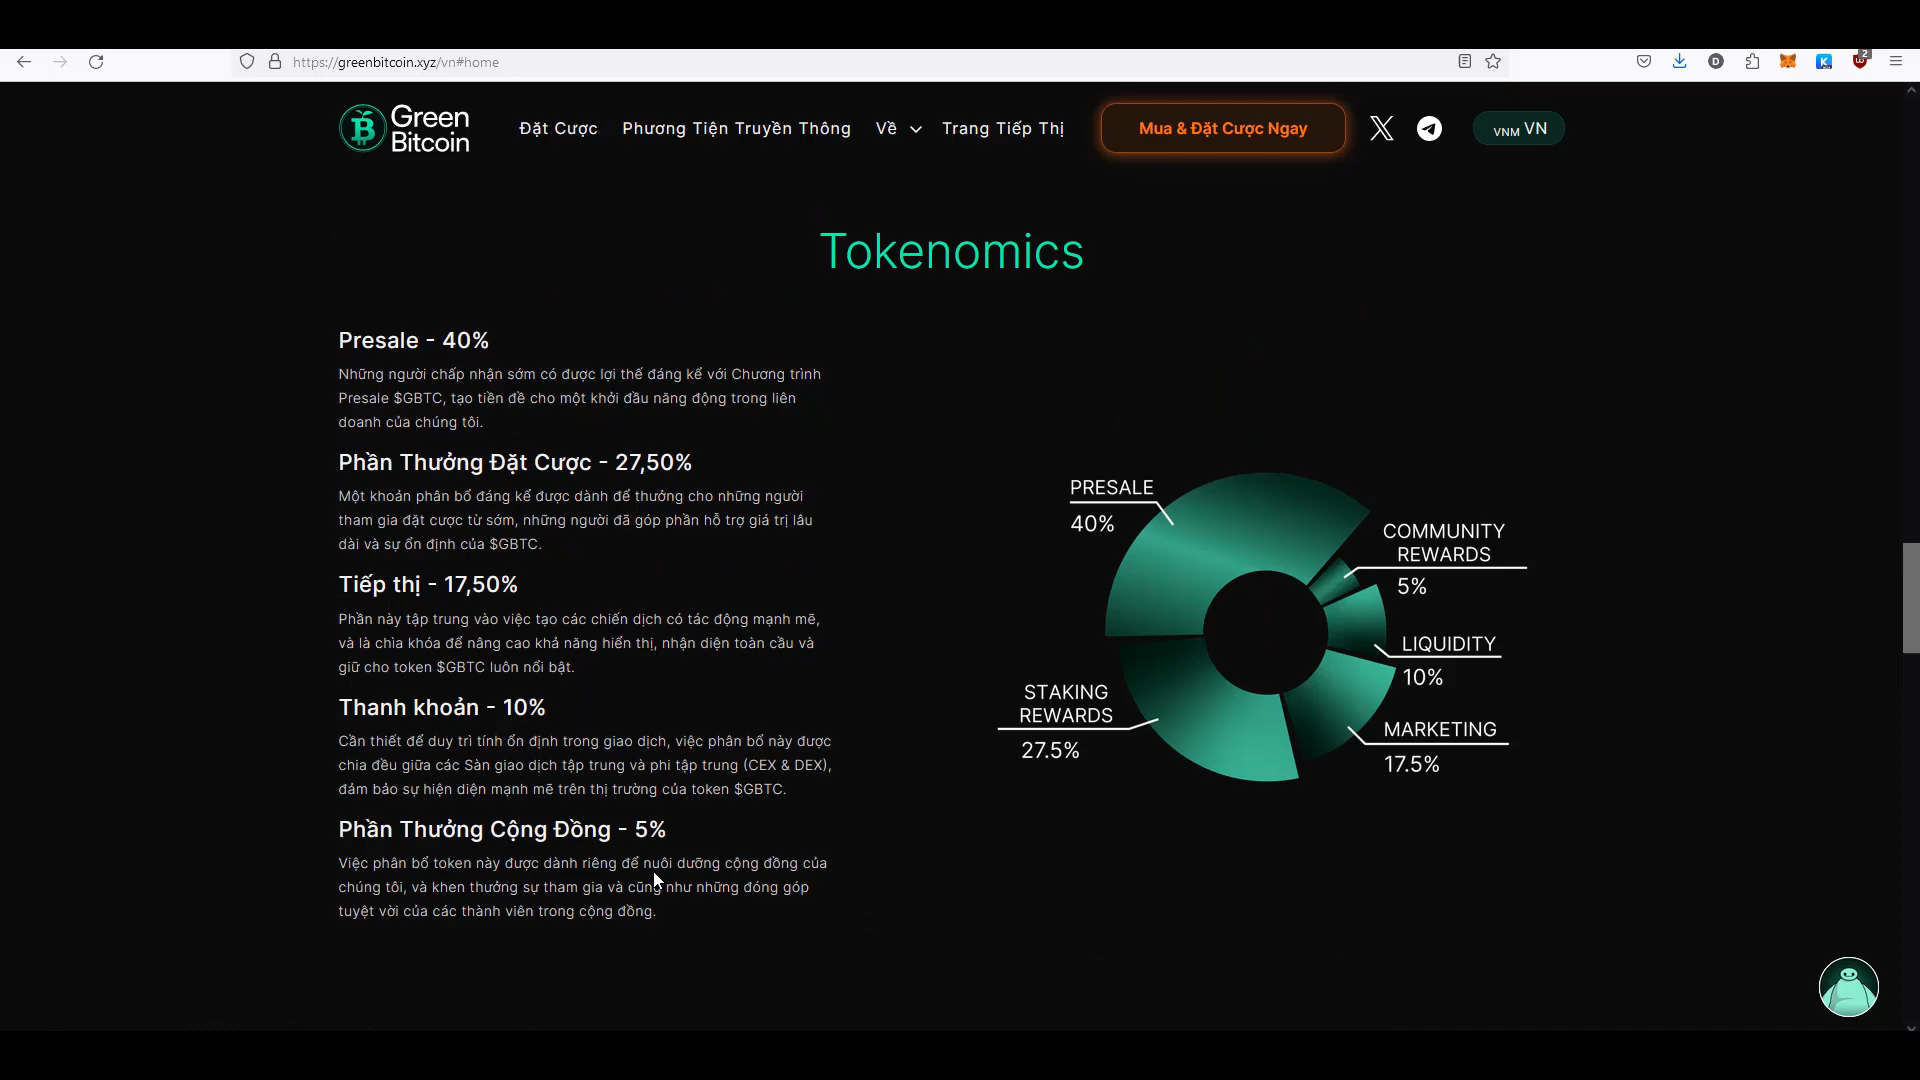 https://greenbitcoin.xyz/vn#home
2
Green
Bitcoin
Đặt Cược
Phương Tiện Truyền Thông
Về
Trang Tiếp Thị
Mua & Đặt Cược Ngay
VNM VN
Tokenomics
Presale - 40%
Những người chấp nhận sớm có được lợi thế đáng kể với Chương trình
Presale $GBTC, tạo tiền đề cho một khởi đầu năng động trong liên
doanh của chúng tôi.
Phần Thưởng Đặt Cược - 27,50%
Một khoản phân bổ đáng kể được dành để thưởng cho những người
tham gia đặt cược từ sớm, những người đã góp phần hỗ trợ giá trị lâu
dài và sự ổn định của $GBTC.
Tiếp thị - 17,50%
Phần này tập trung vào việc tạo các chiến dịch có tác động mạnh mẽ,
và là chìa khóa để nâng cao khả năng hiển thị, nhận diện toàn cầu và
giữ cho token $GBTC luôn nổi bật.
Thanh khoản - 10%
Cần thiết để duy trì tính ổn định trong giao dịch, việc phân bổ này được
chia đều giữa các Sàn giao dịch tập trung và phi tập trung (CEX & DEX),
đảm bảo sự hiện diện mạnh mẽ trên thị trường của token $GBTC.
Phần Thưởng Cộng Đồng - 5%
Việc phân bổ token này được dành riêng để nuôi dưỡng cộng đồng của
chúng tôi, và khen thưởng sự tham gia và cũng như những đóng góp
tuyệt vời của các thành viên trong cộng đồng.
PRESALE
40%
COMMUNITY
REWARDS
5%
LIQUIDITY
10%
MARKETING
17.5%
STAKING
REWARDS
27.5%